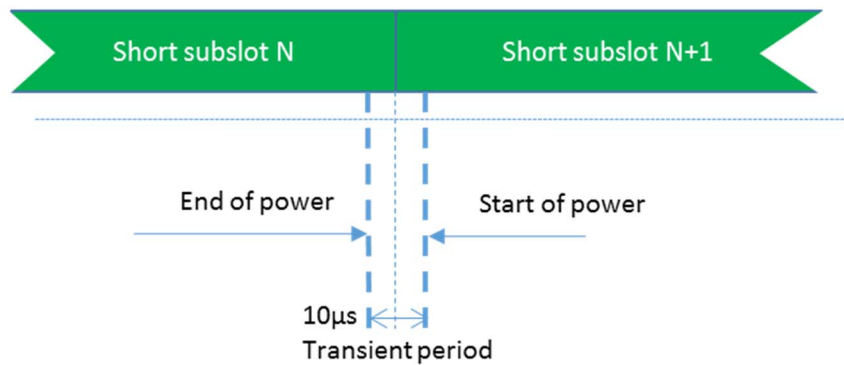 Short subslot N
Short subslot N+1
End of power
Start of power
10µs
Transient period